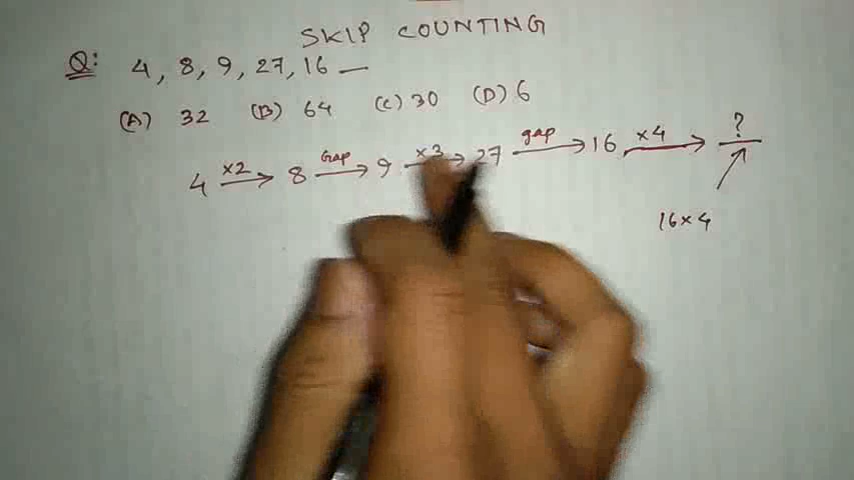 SKIP COUNTING
Q: 4, 8, 9, 27, 16 __
(A) 32 (B) 64 (C) 30 (D) 6
4 ×2 8 Gap 9 ×3 27 gap 16 ×4 ?
16×4